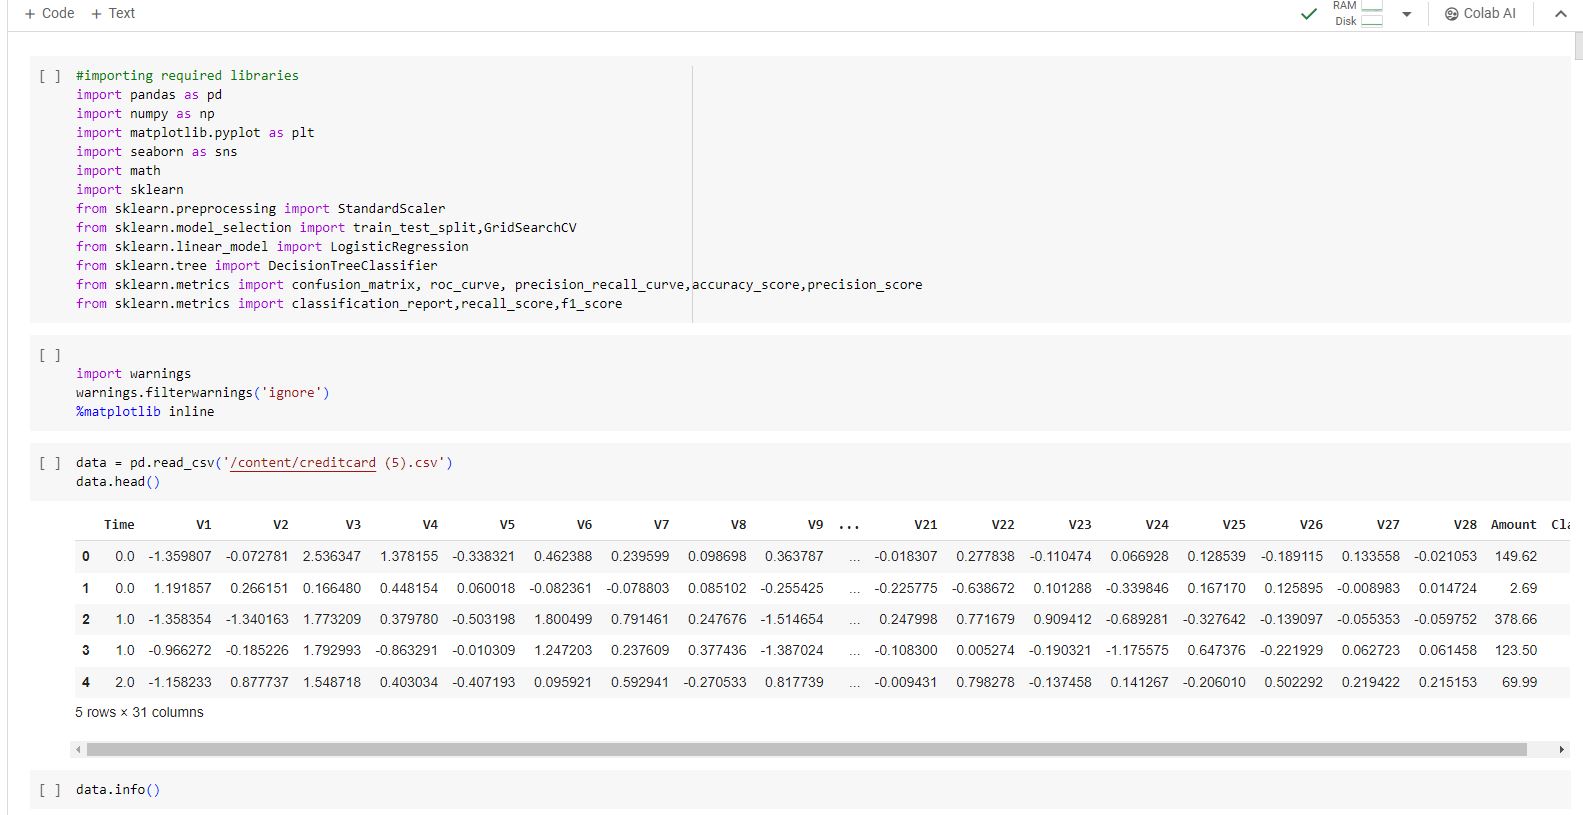 + Code + Text
RAM
Disk
Colab AI
[ ] #importing required libraries
import pandas as pd
import numpy as np
import matplotlib.pyplot as plt
import seaborn as sns
import math
import sklearn
from sklearn.preprocessing import StandardScaler
from sklearn.model_selection import train_test_split,GridSearchCV
from sklearn.linear_model import LogisticRegression
from sklearn.tree import DecisionTreeClassifier
from sklearn.metrics import confusion_matrix, roc_curve, precision_recall_curve,accuracy_score,precision_score
from sklearn.metrics import classification_report,recall_score,f1_score
[ ]
import warnings
warnings.filterwarnings('ignore')
%matplotlib inline
[ ] data = pd.read_csv('/content/creditcard (5).csv')
data.head()
Time V1 V2 V3 V4 V5 V6 V7 V8 V9 ... V21 V22 V23 V24 V25 V26 V27 V28 Amount Cla
0 0.0 -1.359807 -0.072781 2.536347 1.378155 -0.338321 0.462388 0.239599 0.098698 0.363787 ... -0.018307 0.277838 -0.110474 0.066928 0.128539 -0.189115 0.133558 -0.021053 149.62
1 0.0 1.191857 0.266151 0.166480 0.448154 0.060018 -0.082361 -0.078803 0.085102 -0.255425 ... -0.225775 -0.638672 0.101288 -0.339846 0.167170 0.125895 -0.008983 0.014724 2.69
2 1.0 -1.358354 -1.340163 1.773209 0.379780 -0.503198 1.800499 0.791461 0.247676 -1.514654 ... 0.247998 0.771679 0.909412 -0.689281 -0.327642 -0.139097 -0.055353 -0.059752 378.66
3 1.0 -0.966272 -0.185226 1.792993 -0.863291 -0.010309 1.247203 0.237609 0.377436 -1.387024 ... -0.108300 0.005274 -0.190321 -1.175575 0.647376 -0.221929 0.062723 0.061458 123.50
4 2.0 -1.158233 0.877737 1.548718 0.403034 -0.407193 0.095921 0.592941 -0.270533 0.817739 ... -0.009431 0.798278 -0.137458 0.141267 -0.206010 0.502292 0.219422 0.215153 69.99
5 rows × 31 columns
[ ] data.info()